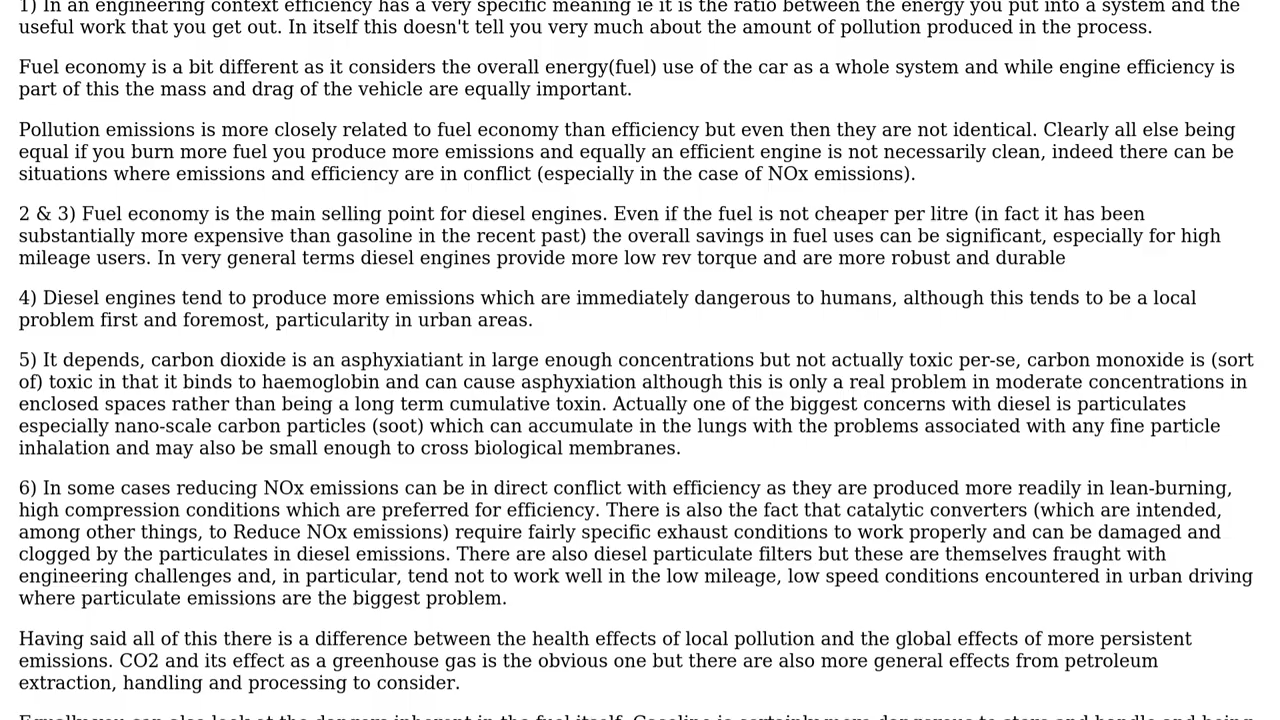 1) In an engineering context efficiency has a very specific meaning ie it is the ratio between the energy you put into a system and the
useful work that you get out. In itself this doesn't tell you very much about the amount of pollution produced in the process.
Fuel economy is a bit different as it considers the overall energy(fuel) use of the car as a whole system and while engine efficiency is
part of this the mass and drag of the vehicle are equally important.
Pollution emissions is more closely related to fuel economy than efficiency but even then they are not identical. Clearly all else being
equal if you burn more fuel you produce more emissions and equally an efficient engine is not necessarily clean, indeed there can be
situations where emissions and efficiency are in conflict (especially in the case of NOx emissions).
2 & 3) Fuel economy is the main selling point for diesel engines. Even if the fuel is not cheaper per litre (in fact it has been
substantially more expensive than gasoline in the recent past) the overall savings in fuel uses can be significant, especially for high
mileage users. In very general terms diesel engines provide more low rev torque and are more robust and durable
4) Diesel engines tend to produce more emissions which are immediately dangerous to humans, although this tends to be a local
problem first and foremost, particularity in urban areas.
5) It depends, carbon dioxide is an asphyxiatiant in large enough concentrations but not actually toxic per-se, carbon monoxide is (sort
of) toxic in that it binds to haemoglobin and can cause asphyxiation although this is only a real problem in moderate concentrations in
enclosed spaces rather than being a long term cumulative toxin. Actually one of the biggest concerns with diesel is particulates
especially nano-scale carbon particles (soot) which can accumulate in the lungs with the problems associated with any fine particle
inhalation and may also be small enough to cross biological membranes.
6) In some cases reducing NOx emissions can be in direct conflict with efficiency as they are produced more readily in lean-burning,
high compression conditions which are preferred for efficiency. There is also the fact that catalytic converters (which are intended,
among other things, to Reduce NOx emissions) require fairly specific exhaust conditions to work properly and can be damaged and
clogged by the particulates in diesel emissions. There are also diesel particulate filters but these are themselves fraught with
engineering challenges and, in particular, tend not to work well in the low mileage, low speed conditions encountered in urban driving
where particulate emissions are the biggest problem.
Having said all of this there is a difference between the health effects of local pollution and the global effects of more persistent
emissions. CO2 and its effect as a greenhouse gas is the obvious one but there are also more general effects from petroleum
extraction, handling and processing to consider.
Equally you can also look at the dangers inherent in the fuel itself. Gasoline is certainly more dangerous to store and handle and being